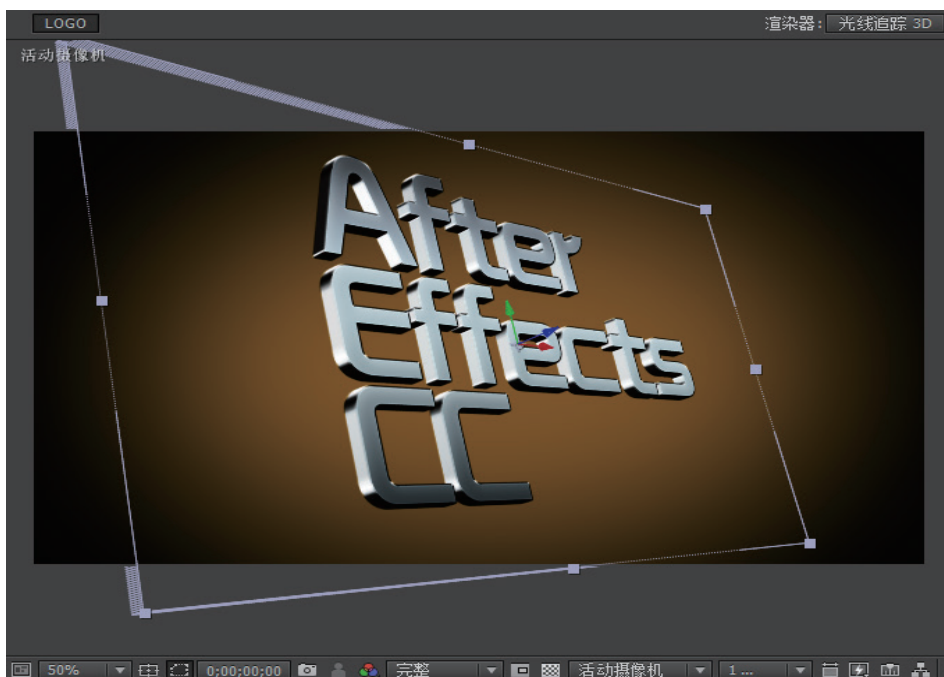 LOGO
渲染器: 光线追踪 3D
活动摄像机
After
Effects
CC
50% 0;00;00;00 完整 活动摄像机 1 ...